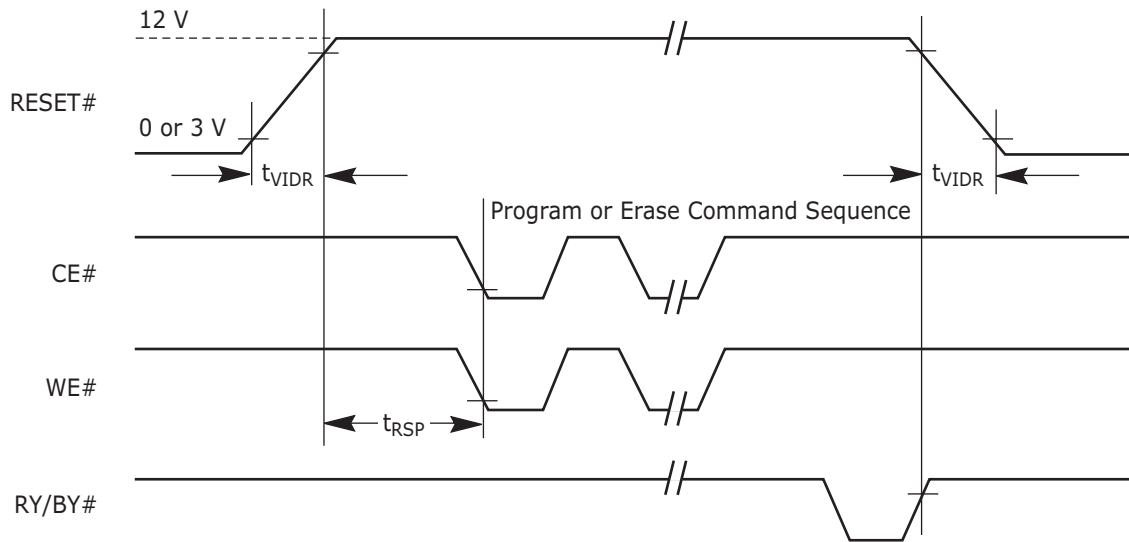 12 V
RESET#
0 or 3 V
tVIDR
tVIDR
Program or Erase Command Sequence
CE#
WE#
tRSP
RY/BY#